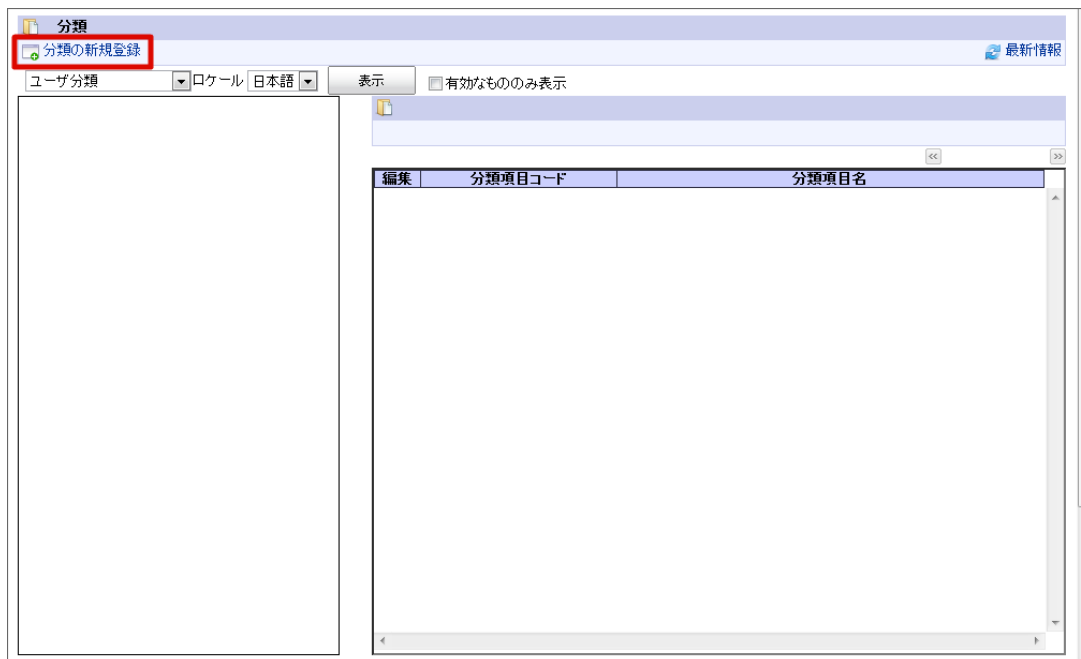 分類
分類の新規登録 最新情報
ユーザ分類 ロケール 日本語 表示 有効なもののみ表示
<< >>
編集 分類項目コード 分類項目名